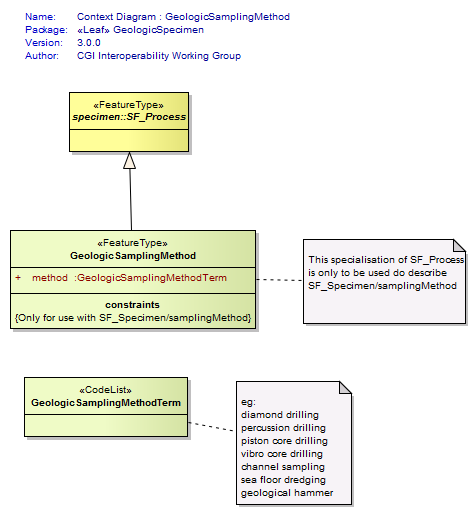 Name: Context Diagram : GeologicSamplingMethod
Package: «Leaf» GeologicSpecimen
Version: 3.0.0
Author: CGI Interoperability Working Group
«FeatureType»
specimen::SF_Process
«FeatureType»
GeologicSamplingMethod
+ method :GeologicSamplingMethodTerm
constraints
{Only for use with SF_Specimen/samplingMethod}
This specialisation of SF_Process
is only to be used do describe
SF_Specimen/samplingMethod
«CodeList»
GeologicSamplingMethodTerm
eg:
diamond drilling
percussion drilling
piston core drilling
vibro core drilling
channel sampling
sea floor dredging
geological hammer